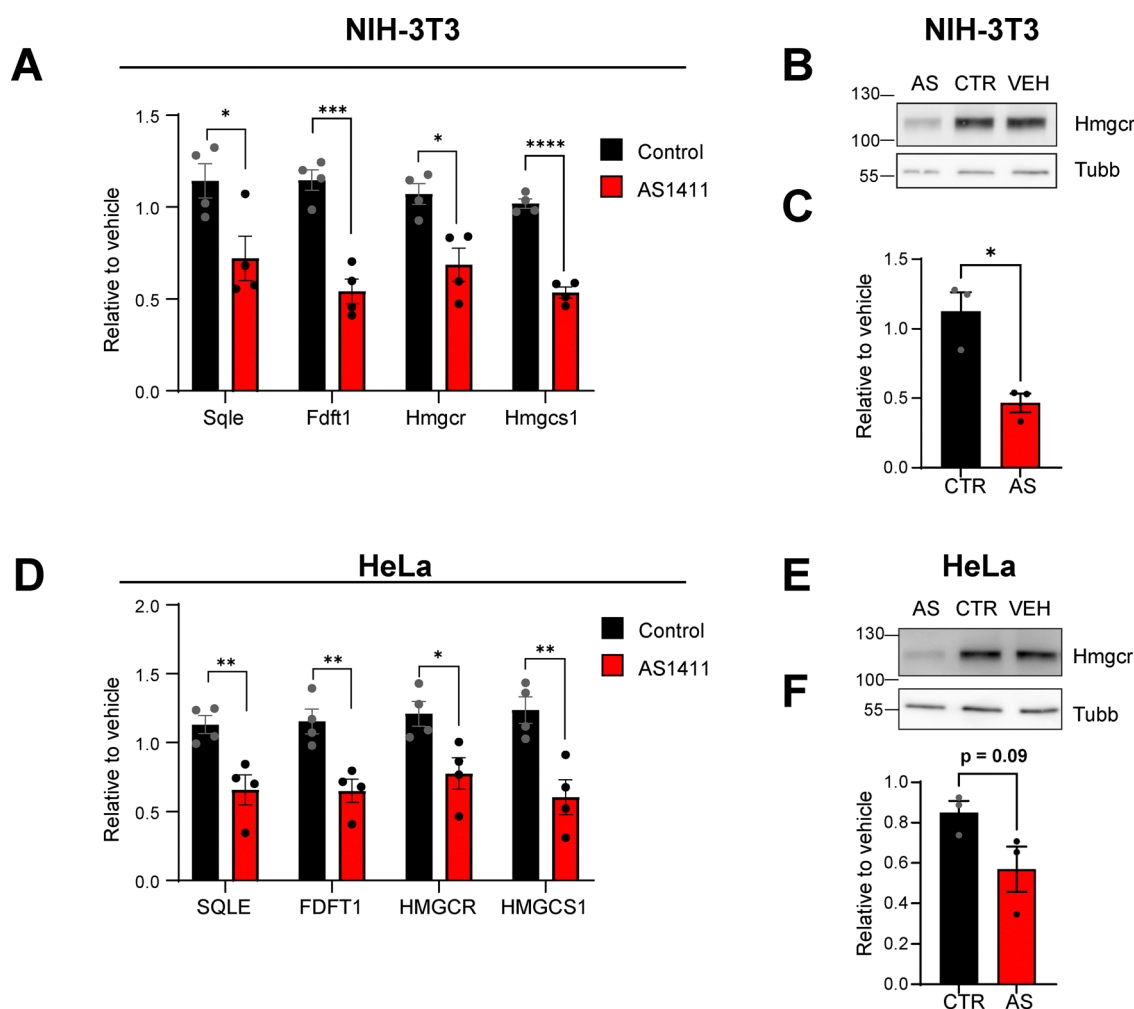 NIH-3T3
A
1.5
1.0
0.5
0.0
Relative to vehicle
*
***
*
****
Control
AS1411
Sqle
Fdft1
Hmgcr
Hmgcs1
NIH-3T3
B
AS CTR VEH
130
100
55
Hmgcr
Tubb
C
*
1.5
1.0
0.5
0.0
Relative to vehicle
CTR AS
HeLa
D
2.0
1.5
1.0
0.5
0.0
Relative to vehicle
**
**
*
**
Control
AS1411
SQLE
FDFT1
HMGCR
HMGCS1
HeLa
E
AS CTR VEH
130
100
55
Hmgcr
Tubb
F
p = 0.09
1.0
0.8
0.6
0.4
0.2
0.0
Relative to vehicle
CTR AS